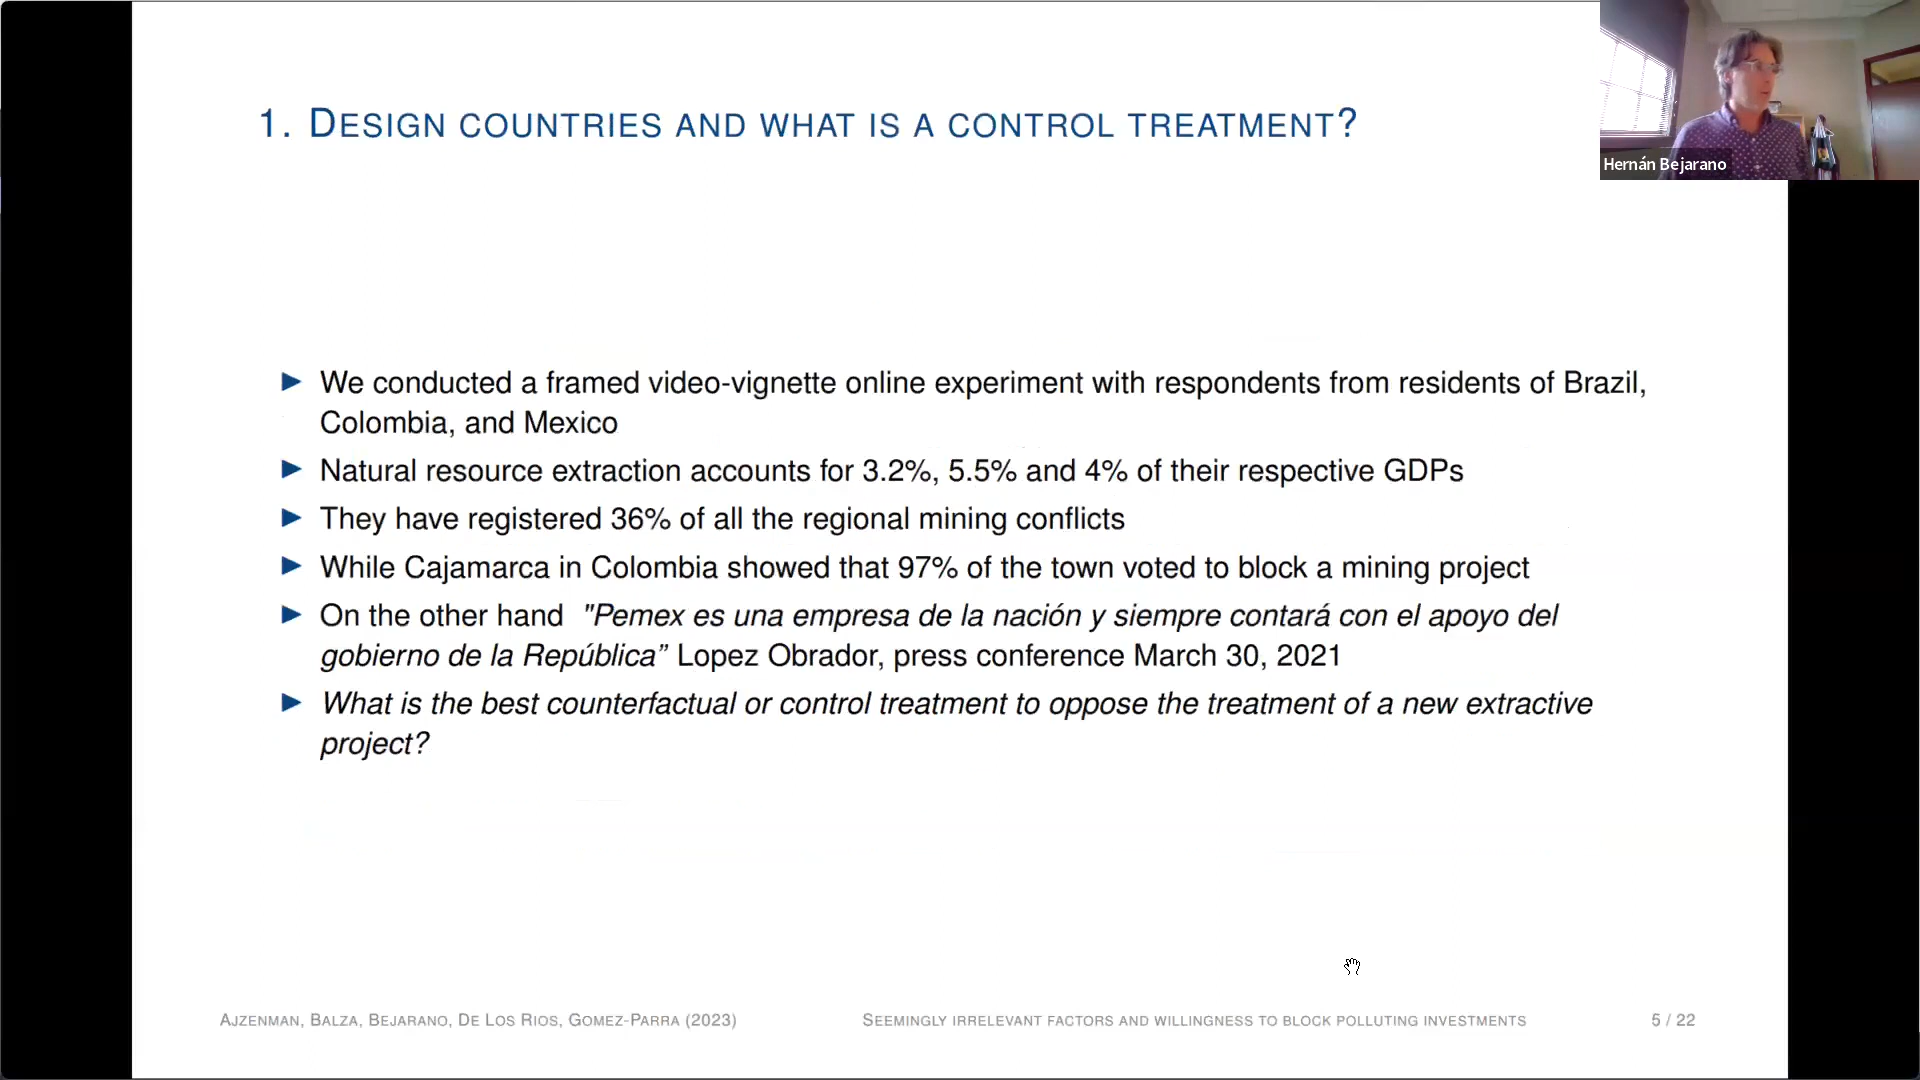 1. DESIGN COUNTRIES AND WHAT IS A CONTROL TREATMENT?
Hernán Bejarano
► We conducted a framed video-vignette online experiment with respondents from residents of Brazil,
Colombia, and Mexico
► Natural resource extraction accounts for 3.2%, 5.5% and 4% of their respective GDPs
► They have registered 36% of all the regional mining conflicts
► While Cajamarca in Colombia showed that 97% of the town voted to block a mining project
► On the other hand "Pemex es una empresa de la nación y siempre contará con el apoyo del
gobierno de la República” Lopez Obrador, press conference March 30, 2021
► What is the best counterfactual or control treatment to oppose the treatment of a new extractive
project?
AJZENMAN, BALZA, BEJARANO, DE LOS RIOS, GOMEZ-PARRA (2023) SEEMINGLY IRRELEVANT FACTORS AND WILLINGNESS TO BLOCK POLLUTING INVESTMENTS 5 / 22